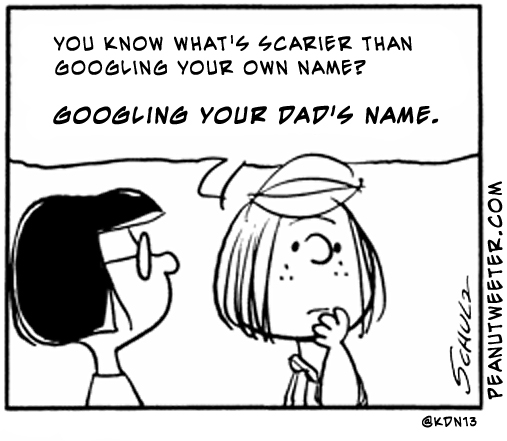 YOU KNOW WHAT'S SCARIER THAN
GOOGLING YOUR OWN NAME?
GOOGLING YOUR DAD'S NAME.
SCHULZ
PEANUTWEETER.COM
@KDN13